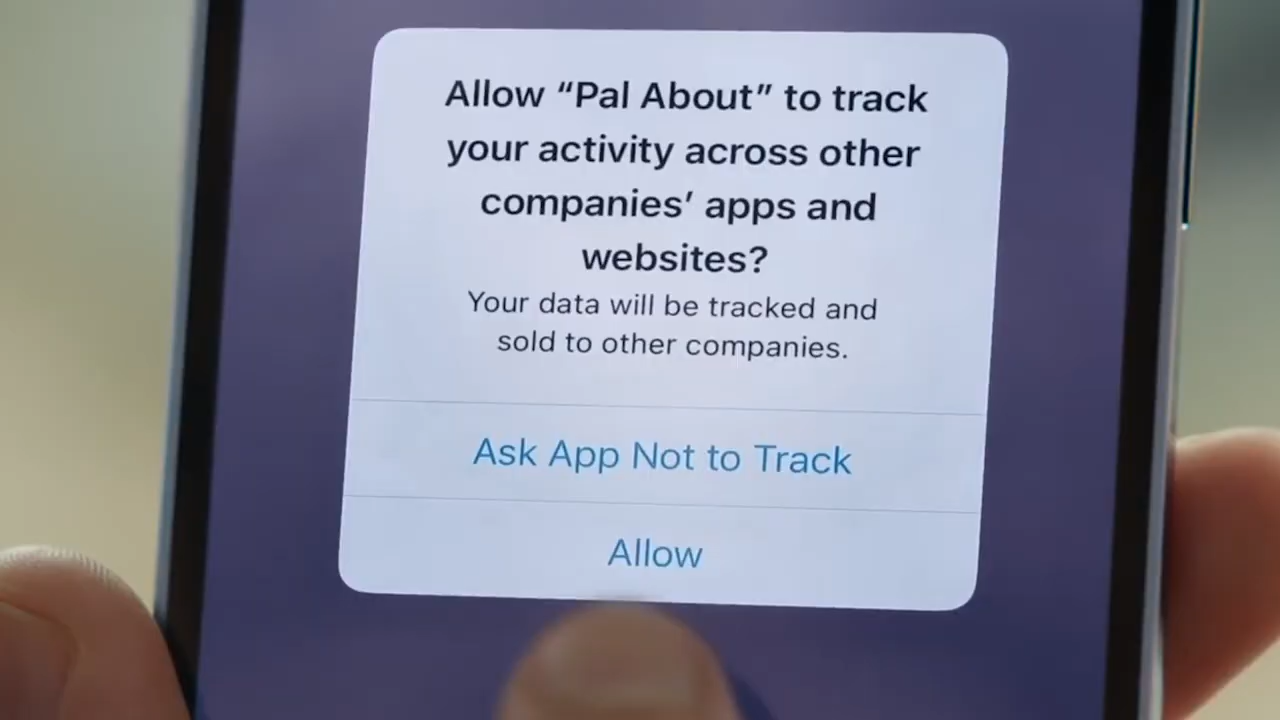 Allow “Pal About” to track
your activity across other
companies’ apps and
websites?
Your data will be tracked and
sold to other companies.
Ask App Not to Track
Allow